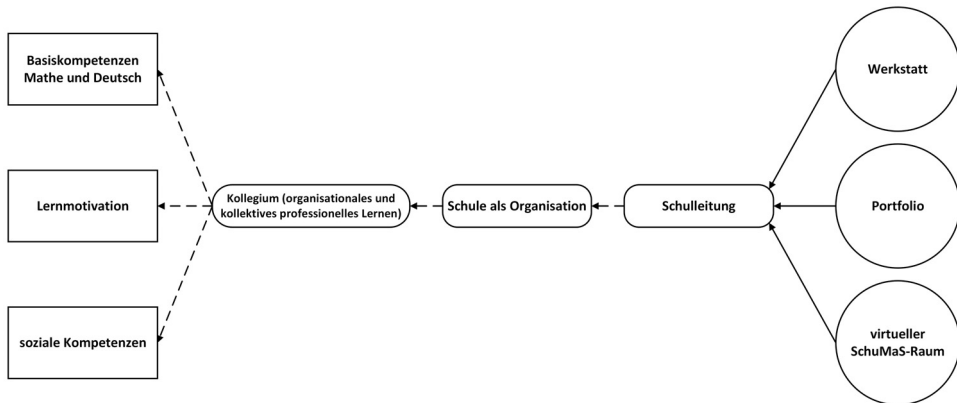 Basiskompetenzen
Mathe und Deutsch
Werkstatt
Lernmotivation
Kollegium (organisationales und
kollektives professionelles Lernen)
Schule als Organisation
Schulleitung
Portfolio
soziale Kompetenzen
virtueller
SchuMaS-Raum